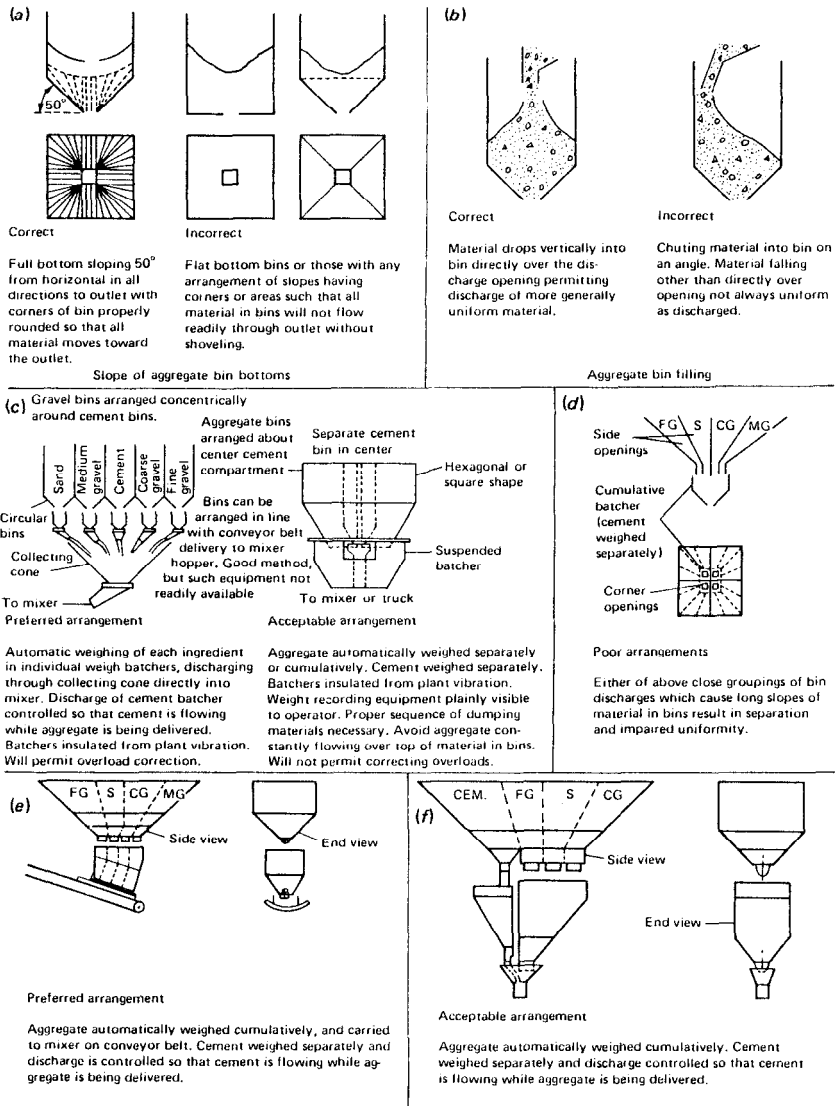 (a)
50°
Correct
Full bottom sloping 50°
from horizontal in all
directions to outlet with
corners of bin properly
rounded so that all
material moves toward
the outlet.
Incorrect
Flat bottom bins or those with any
arrangement of slopes having
corners or areas such that all
material in bins will not flow
readily through outlet without
shoveling.
Slope of aggregate bin bottoms
(b)
Correct
Material drops vertically into
bin directly over the dis-
charge opening permitting
discharge of more generally
uniform material.
Incorrect
Chuting material into bin on
an angle. Material falling
other than directly over
opening not always uniform
as discharged.
Aggregate bin filling
(c)
Gravel bins arranged concentrically
around cement bins.
Sand
Medium
gravel
Cement
Coarse
gravel
Fine
gravel
Circular
bins
Collecting
cone
To mixer
Aggregate bins
arranged about
center cement
compartment
Bins can be
arranged in line
with conveyor belt
delivery to mixer
hopper. Good method,
but such equipment not
readily available
Separate cement
bin in center
Hexagonal or
square shape
Suspended
batcher
To mixer or truck
Preferred arrangement
Automatic weighing of each ingredient
in individual weigh batchers, discharging
through collecting cone directly into
mixer. Discharge of cement batcher
controlled so that cement is flowing
while aggregate is being delivered.
Batchers insulated from plant vibration.
Will permit overload correction.
Acceptable arrangement
Aggregate automatically weighed separately
or cumulatively. Cement weighed separately.
Batchers insulated from plant vibration.
Weight recording equipment plainly visible
to operator. Proper sequence of dumping
materials necessary. Avoid aggregate con-
stantly flowing over top of material in bins.
Will not permit correcting overloads.
(d)
FG S CG MG
Side
openings
Cumulative
batcher
(cement
weighed
separately)
Corner
openings
Poor arrangements
Either of above close groupings of bin
discharges which cause long slopes of
material in bins result in separation
and impaired uniformity.
(e)
FG S CG MG
Side view
End view
Preferred arrangement
Aggregate automatically weighed cumulatively, and carried
to mixer on conveyor belt. Cement weighed separately and
discharge is controlled so that cement is flowing while ag-
gregate is being delivered.
(f)
CEM. FG S CG
Side view
End view
Acceptable arrangement
Aggregate automatically weighed cumulatively. Cement
weighed separately and discharge controlled so that cement
is flowing while aggregate is being delivered.